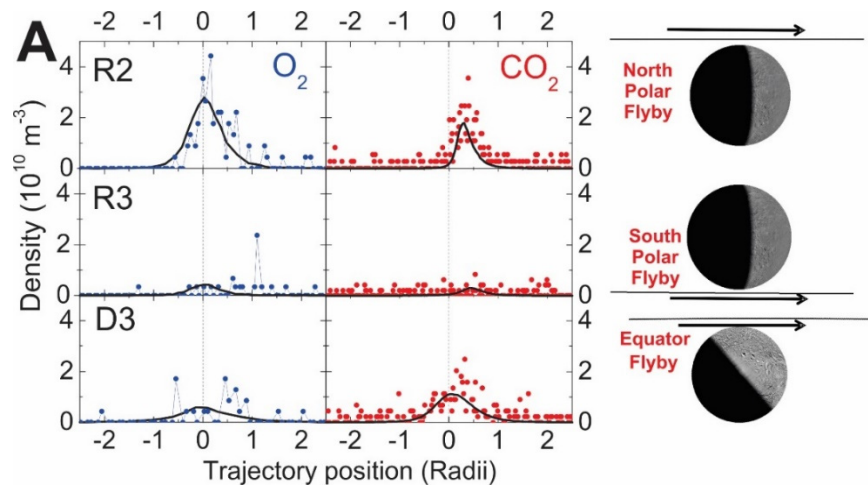 A
-2 -1 0 1 2
-2 -1 0 1 2
R2
O₂
CO₂
4
2
0
4
2
0
North
Polar
Flyby
R3
4
2
0
4
2
0
South
Polar
Flyby
D3
4
2
0
4
2
0
Equator
Flyby
Density (10¹⁰ m⁻³)
-2 -1 0 1 2
-2 -1 0 1 2
Trajectory position (Radii)